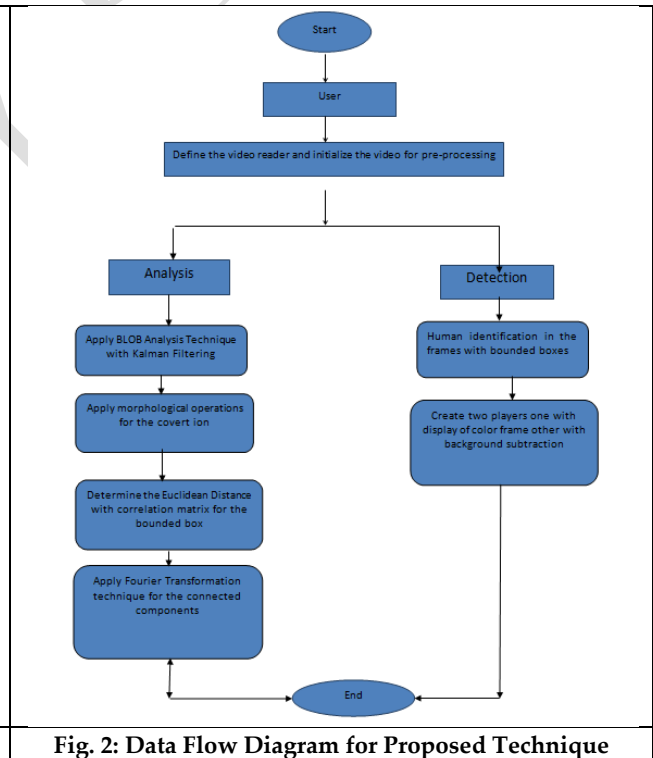 Start
User
Define the video reader and initialize the video for pre-processing
Analysis
Apply BLOB Analysis Technique
with Kalman Filtering
Apply morphological operations
for the covert ion
Determine the Euclidean Distance
with correlation matrix for the
bounded box
Apply Fourier Transformation
technique for the connected
components
Detection
Human identification in the
frames with bounded boxes
Create two players one with
display of color frame other with
background subtraction
End
Fig. 2: Data Flow Diagram for Proposed Technique